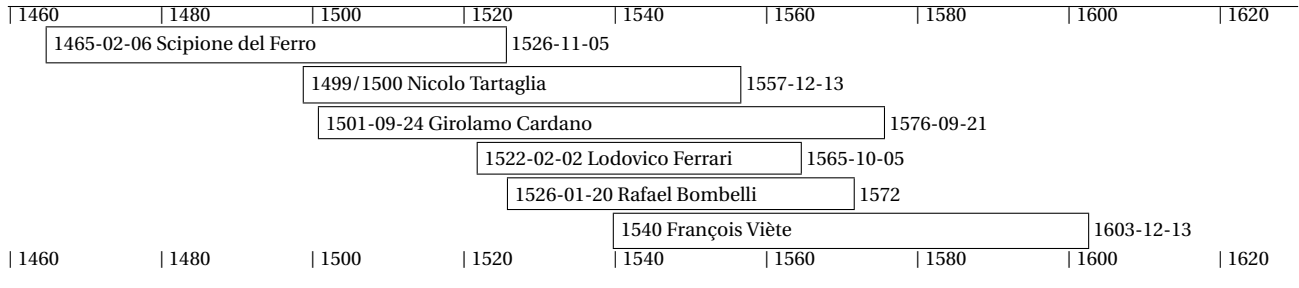 | 1460 | 1480 | 1500 | 1520 | 1540 | 1560 | 1580 | 1600 | 1620
1465-02-06 Scipione del Ferro 1526-11-05
1499/1500 Nicolo Tartaglia 1557-12-13
1501-09-24 Girolamo Cardano 1576-09-21
1522-02-02 Lodovico Ferrari 1565-10-05
1526-01-20 Rafael Bombelli 1572
1540 François Viète 1603-12-13
| 1460 | 1480 | 1500 | 1520 | 1540 | 1560 | 1580 | 1600 | 1620